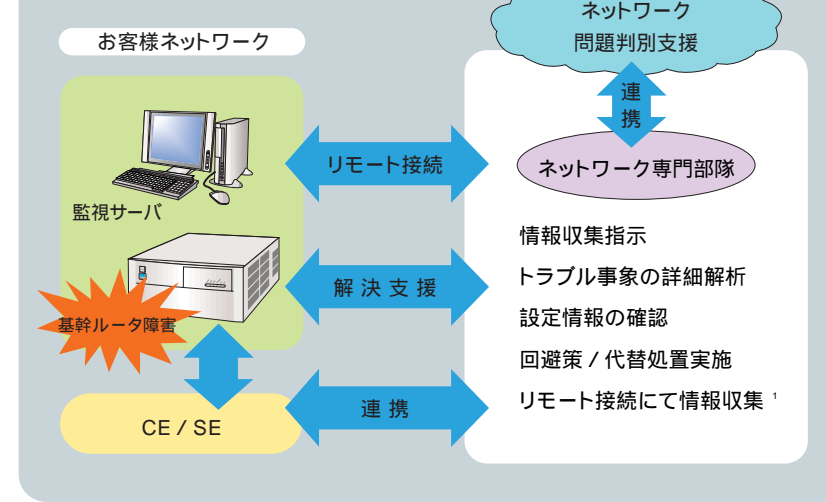 ネットワーク
問題判別支援
お客様ネットワーク
連
携
リモート接続
ネットワーク専門部隊
監視サーバ
情報収集指示
トラブル事象の詳細解析
解決支援
設定情報の確認
基幹ルータ障害
回避策 / 代替処置実施
リモート接続にて情報収集 1
連携
CE / SE